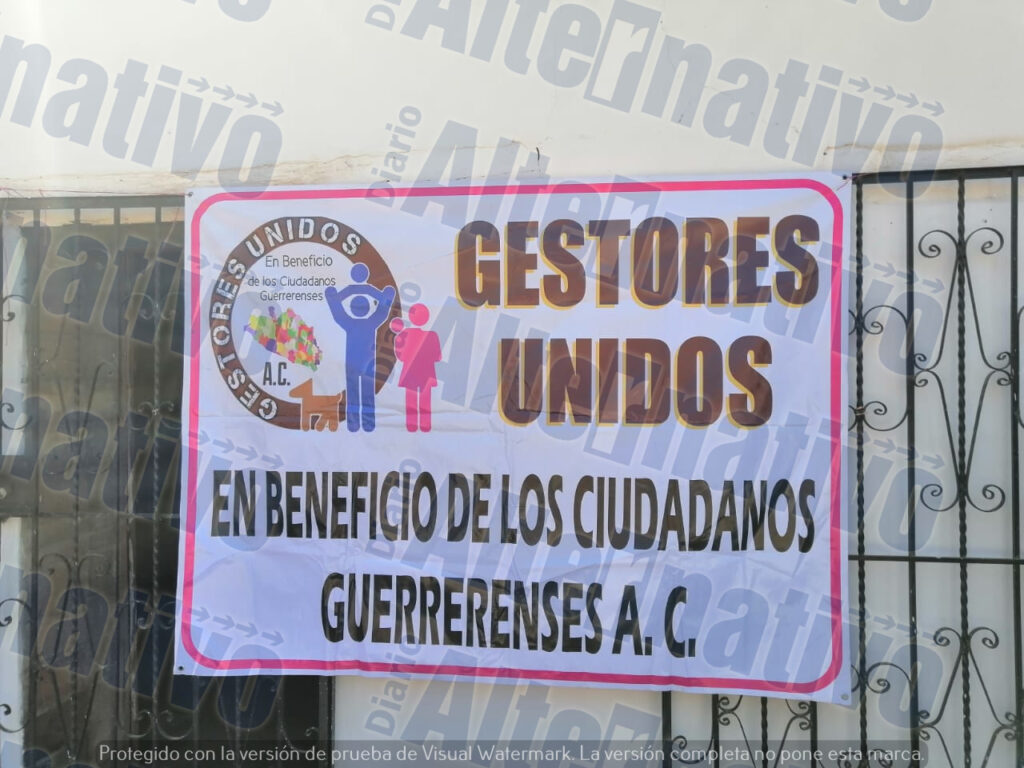 GESTORES UNIDOS
En Beneficio
de los Ciudadanos
Guerrerenses
A.C.
GESTORES
UNIDOS
EN BENEFICIO DE LOS CIUDADANOS
GUERRERENSES A. C.
Diario Alternativo
Protegido con la versión de prueba de Visual Watermark. La versión completa no pone esta marca.